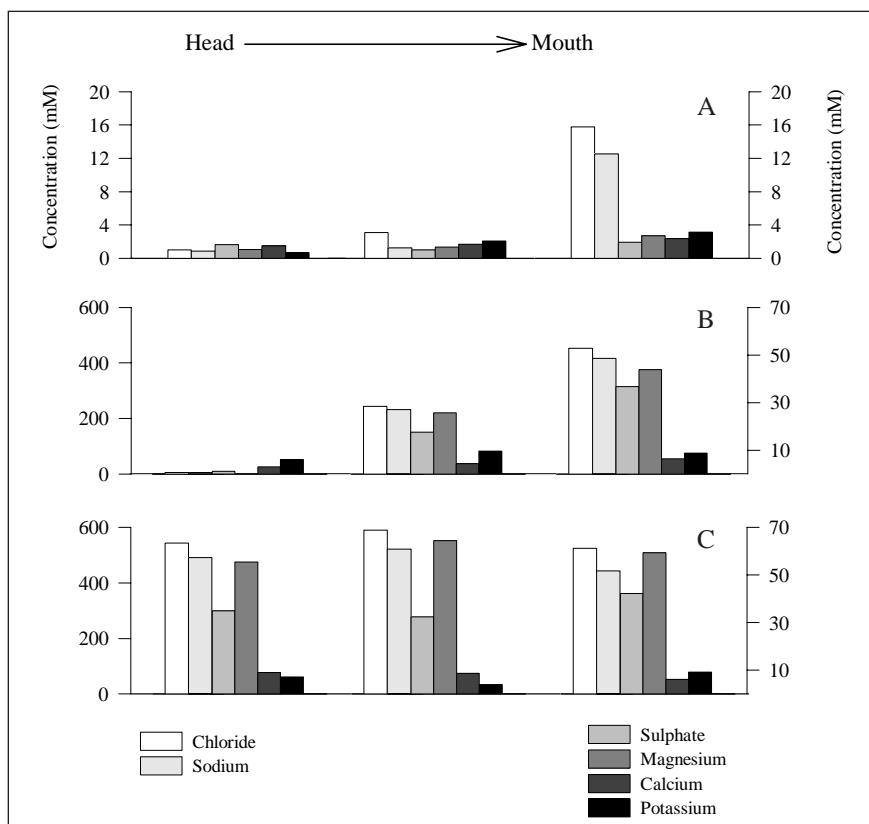 Head Mouth
Concentration (mM)
20
16
12
8
4
0
A
20
16
12
8
4
0
Concentration (mM)
600
400
200
0
B
70
50
30
10
600
400
200
0
C
70
50
30
10
Chloride
Sodium
Sulphate
Magnesium
Calcium
Potassium